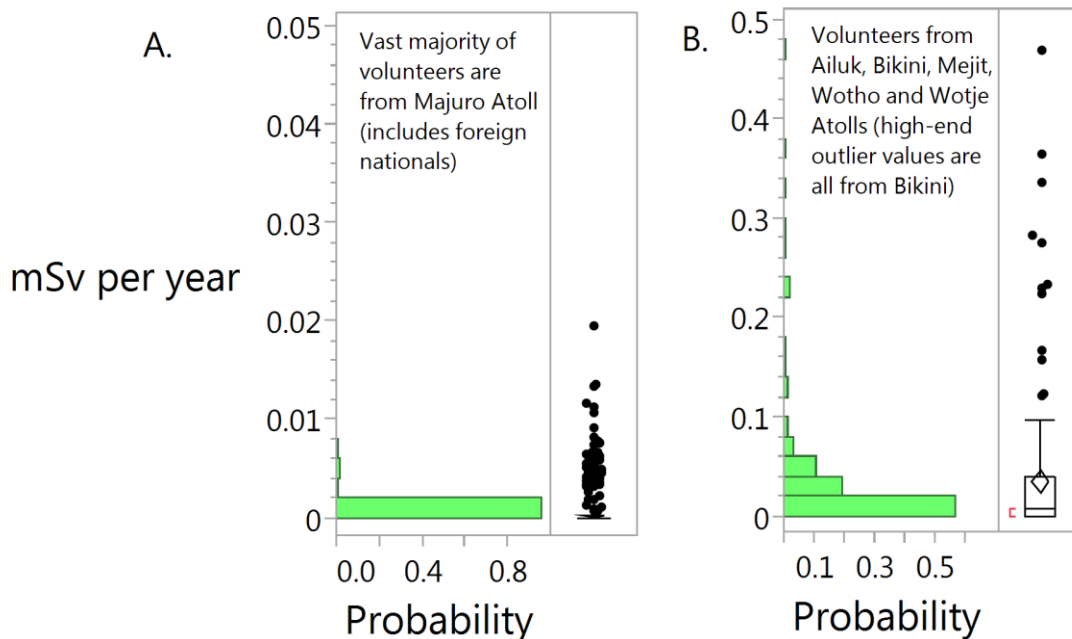 A.
0.05
0.04
0.03
0.02
0.01
0
Vast majority of
volunteers are
from Majuro Atoll
(includes foreign
nationals)
0.0 0.4 0.8
Probability
mSv per year
B.
0.5
0.4
0.3
0.2
0.1
0
Volunteers from
Ailuk, Bikini, Mejit,
Wotho and Wotje
Atolls (high-end
outlier values are
all from Bikini)
0.1 0.3 0.5
Probability